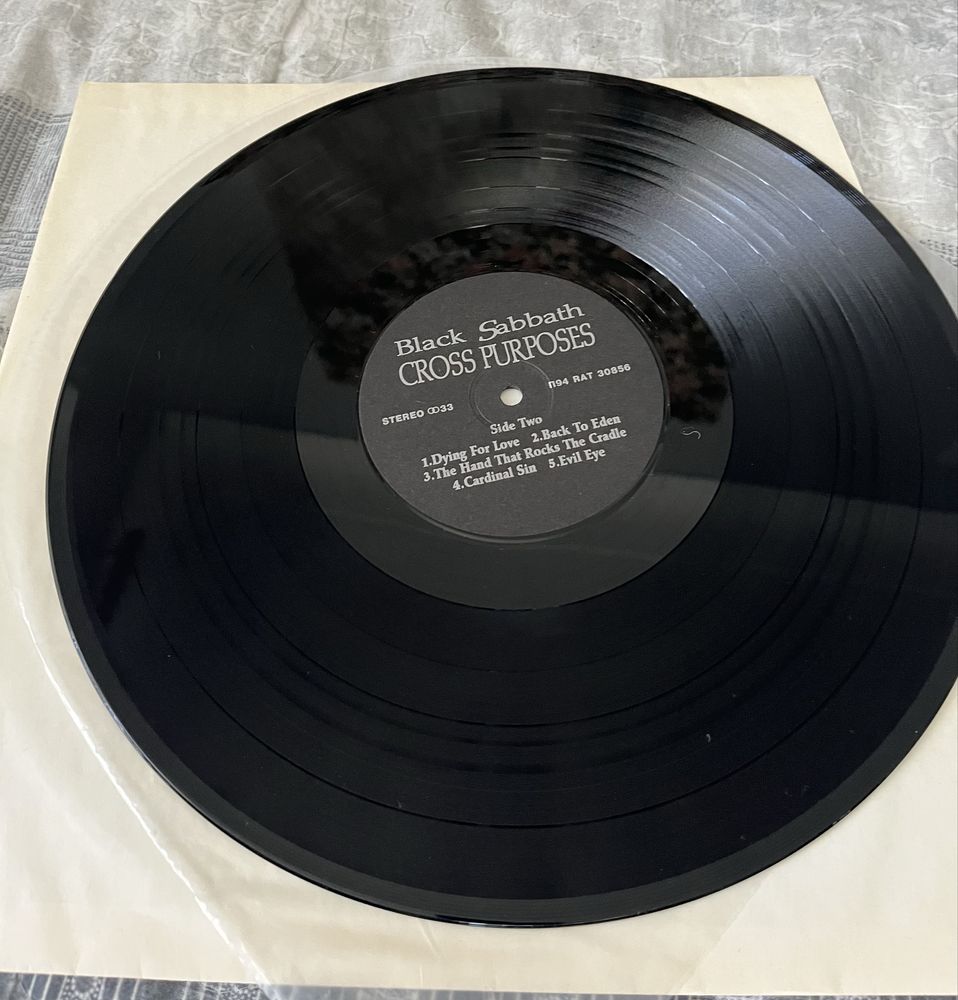 Black Sabbath
CROSS PURPOSES
STEREO ꝏ33 П94 RAT 30856
Side Two
1.Dying For Love 2.Back To Eden
3.The Hand That Rocks The Cradle
4.Cardinal Sin 5.Evil Eye